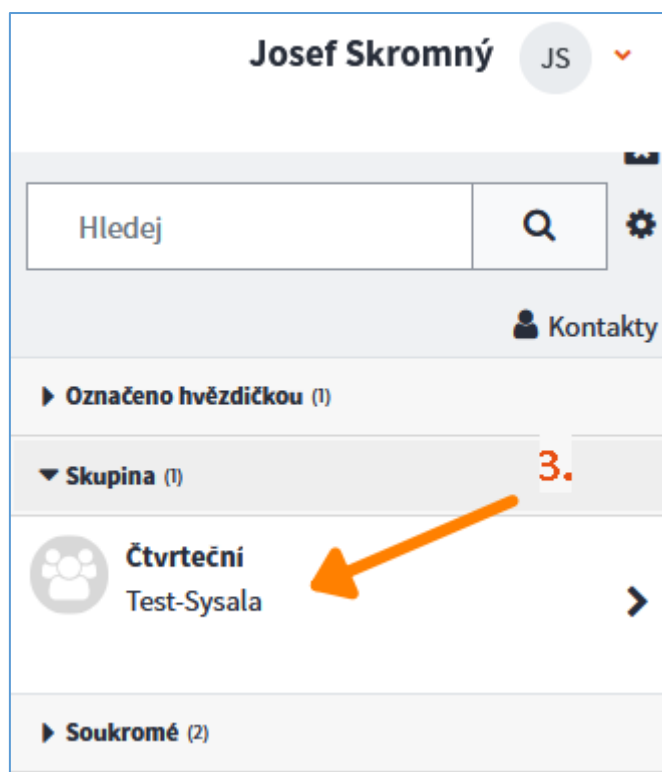 Josef Skromný JS
Hledej
Kontakty
Označeno hvězdičkou (1)
Skupina (1)
3.
Čtvrteční
Test-Sysala
Soukromé (2)